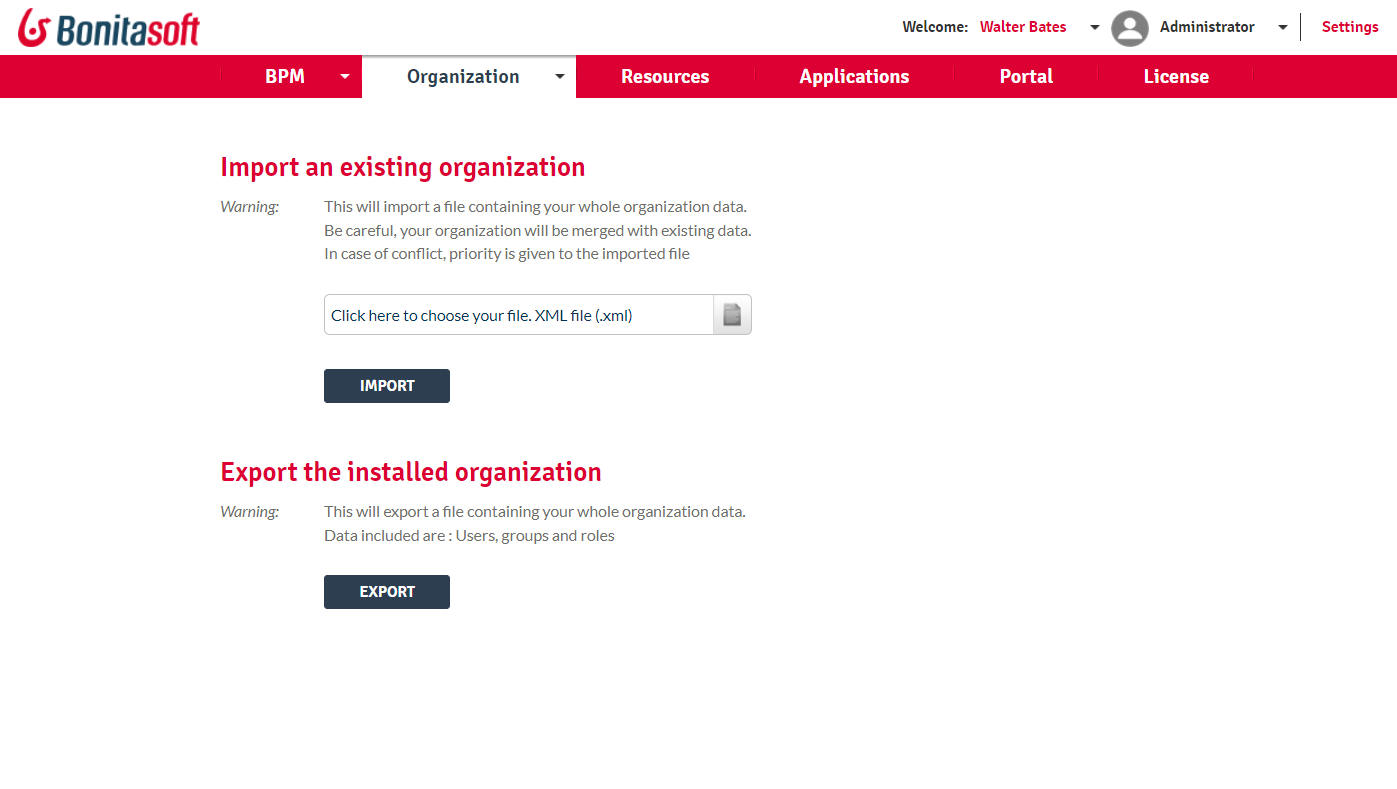 Bonitasoft
Welcome: Walter Bates Administrator Settings
BPM Organization Resources Applications Portal License
Import an existing organization
Warning: This will import a file containing your whole organization data.
Be careful, your organization will be merged with existing data.
In case of conflict, priority is given to the imported file
Click here to choose your file. XML file (.xml)
IMPORT
Export the installed organization
Warning: This will export a file containing your whole organization data.
Data included are : Users, groups and roles
EXPORT